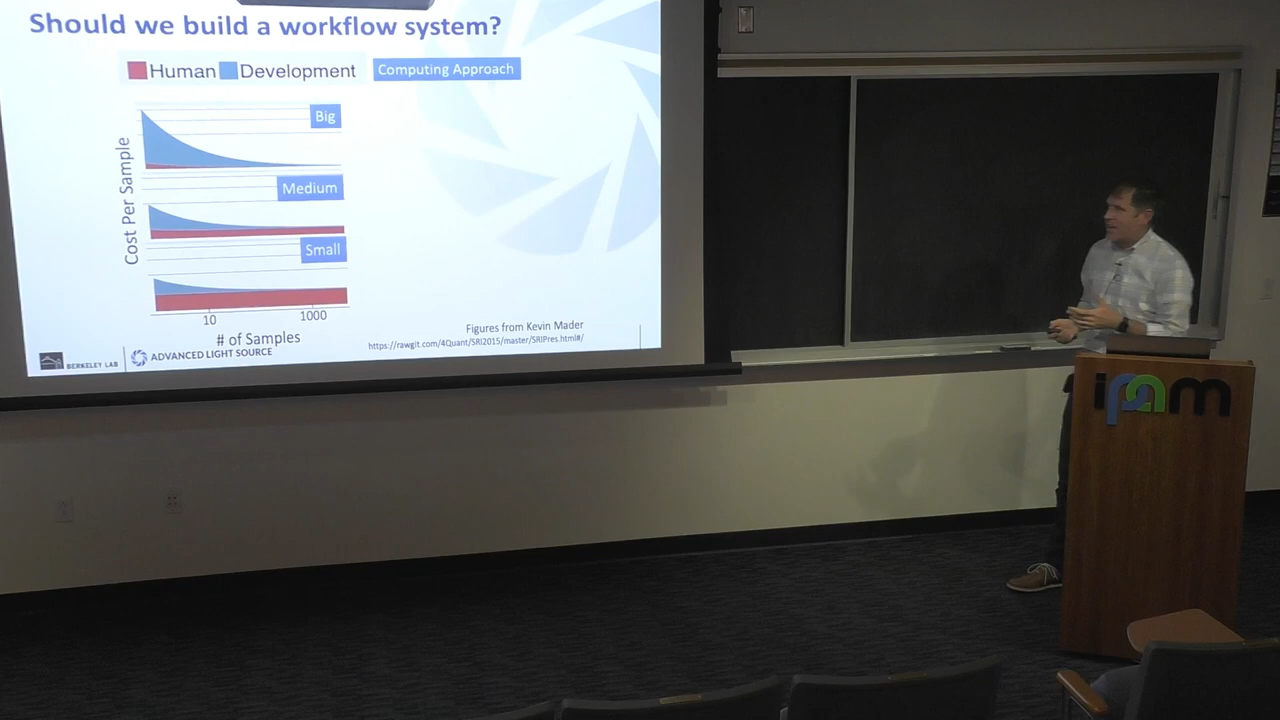 Should we build a workflow system?
Human Development Computing Approach
Big
Medium
Small
Cost Per Sample
10 1000
# of Samples
Figures from Kevin Mader
https://rawgit.com/4Quant/SRI2015/master/SRIPres.html#/
BERKELEY LAB ADVANCED LIGHT SOURCE
ipam